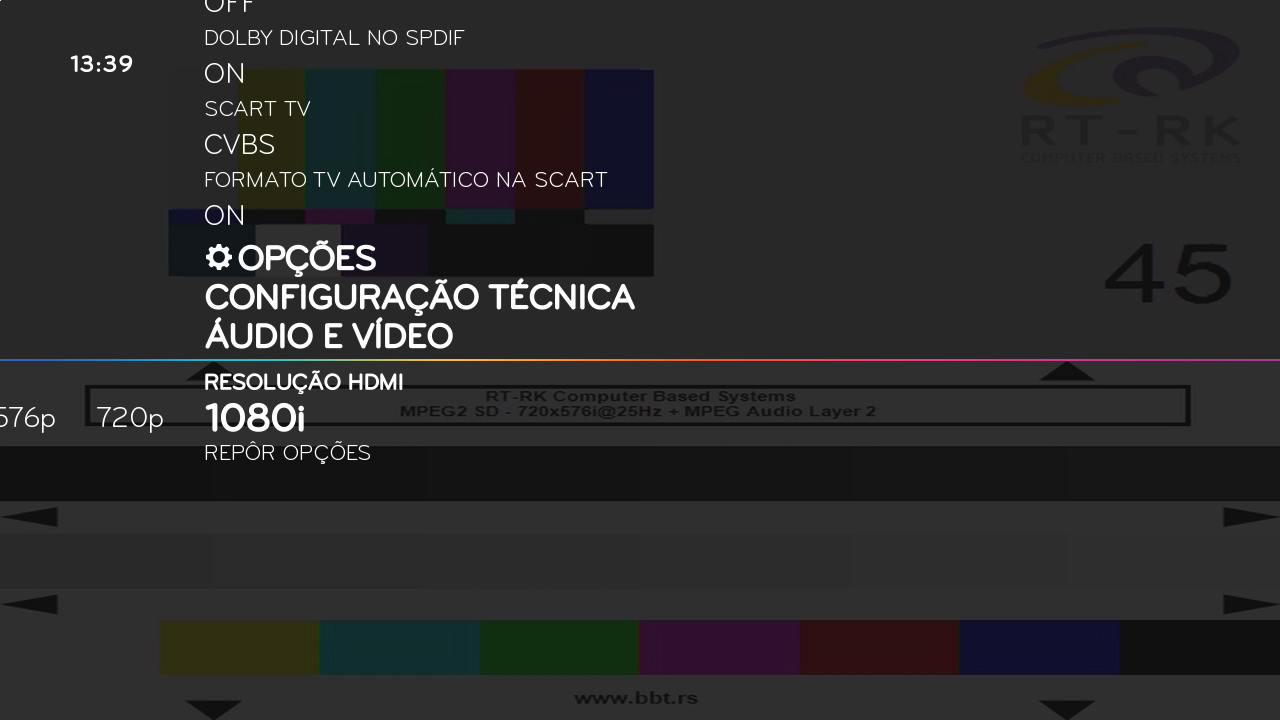 OFF
DOLBY DIGITAL NO SPDIF
13:39
ON
SCART TV
CVBS
RT-RK
COMPUTER BASED SYSTEMS
FORMATO TV AUTOMÁTICO NA SCART
ON
OPÇÕES
45
CONFIGURAÇÃO TÉCNICA
ÁUDIO E VÍDEO
RESOLUÇÃO HDMI
RT-RK Computer Based Systems
MPEG2 SD - 720x576i@25Hz + MPEG Audio Layer 2
576p 720p 1080i
REPÔR OPÇÕES
www.bbt.rs